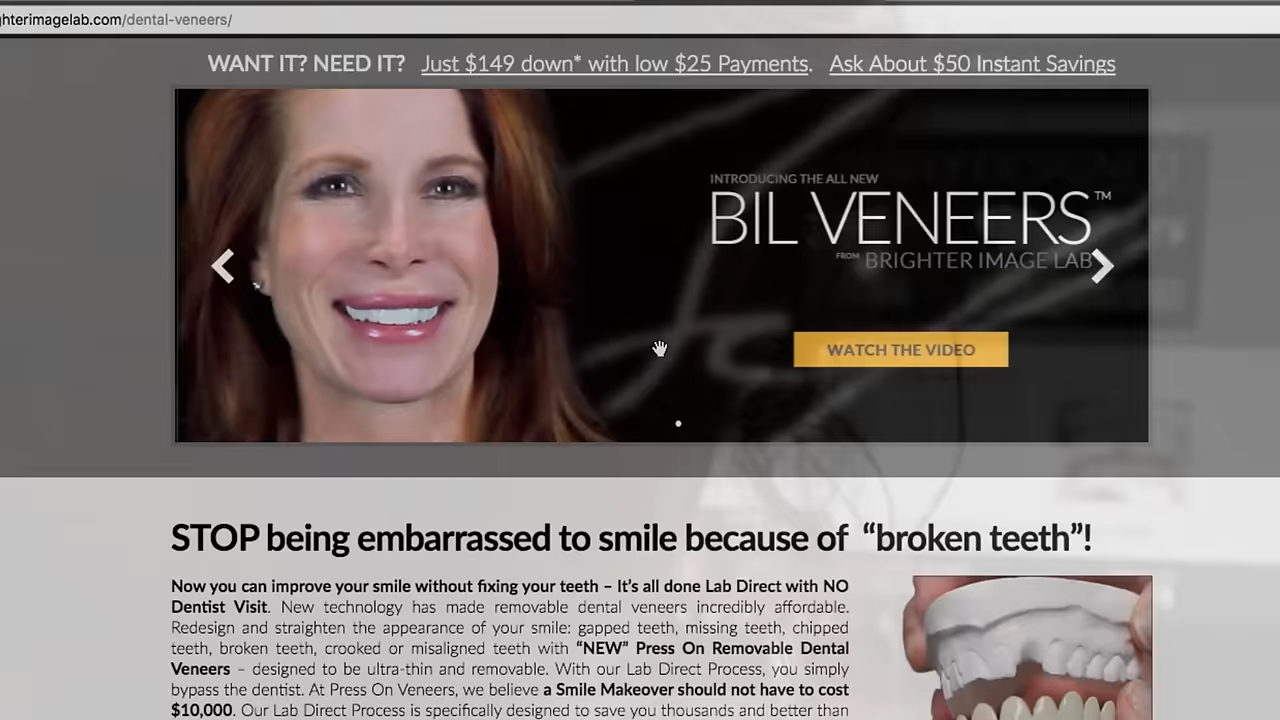 ghterimagelab.com/dental-veneers/
WANT IT? NEED IT? Just $149 down* with low $25 Payments. Ask About $50 Instant Savings
INTRODUCING THE ALL NEW
BIL VENEERS™
FROM BRIGHTER IMAGE LAB
WATCH THE VIDEO
STOP being embarrassed to smile because of “broken teeth”!
Now you can improve your smile without fixing your teeth – It’s all done Lab Direct with NO
Dentist Visit. New technology has made removable dental veneers incredibly affordable.
Redesign and straighten the appearance of your smile: gapped teeth, missing teeth, chipped
teeth, broken teeth, crooked or misaligned teeth with “NEW” Press On Removable Dental
Veneers – designed to be ultra-thin and removable. With our Lab Direct Process, you simply
bypass the dentist. At Press On Veneers, we believe a Smile Makeover should not have to cost
$10,000. Our Lab Direct Process is specifically designed to save you thousands and better than